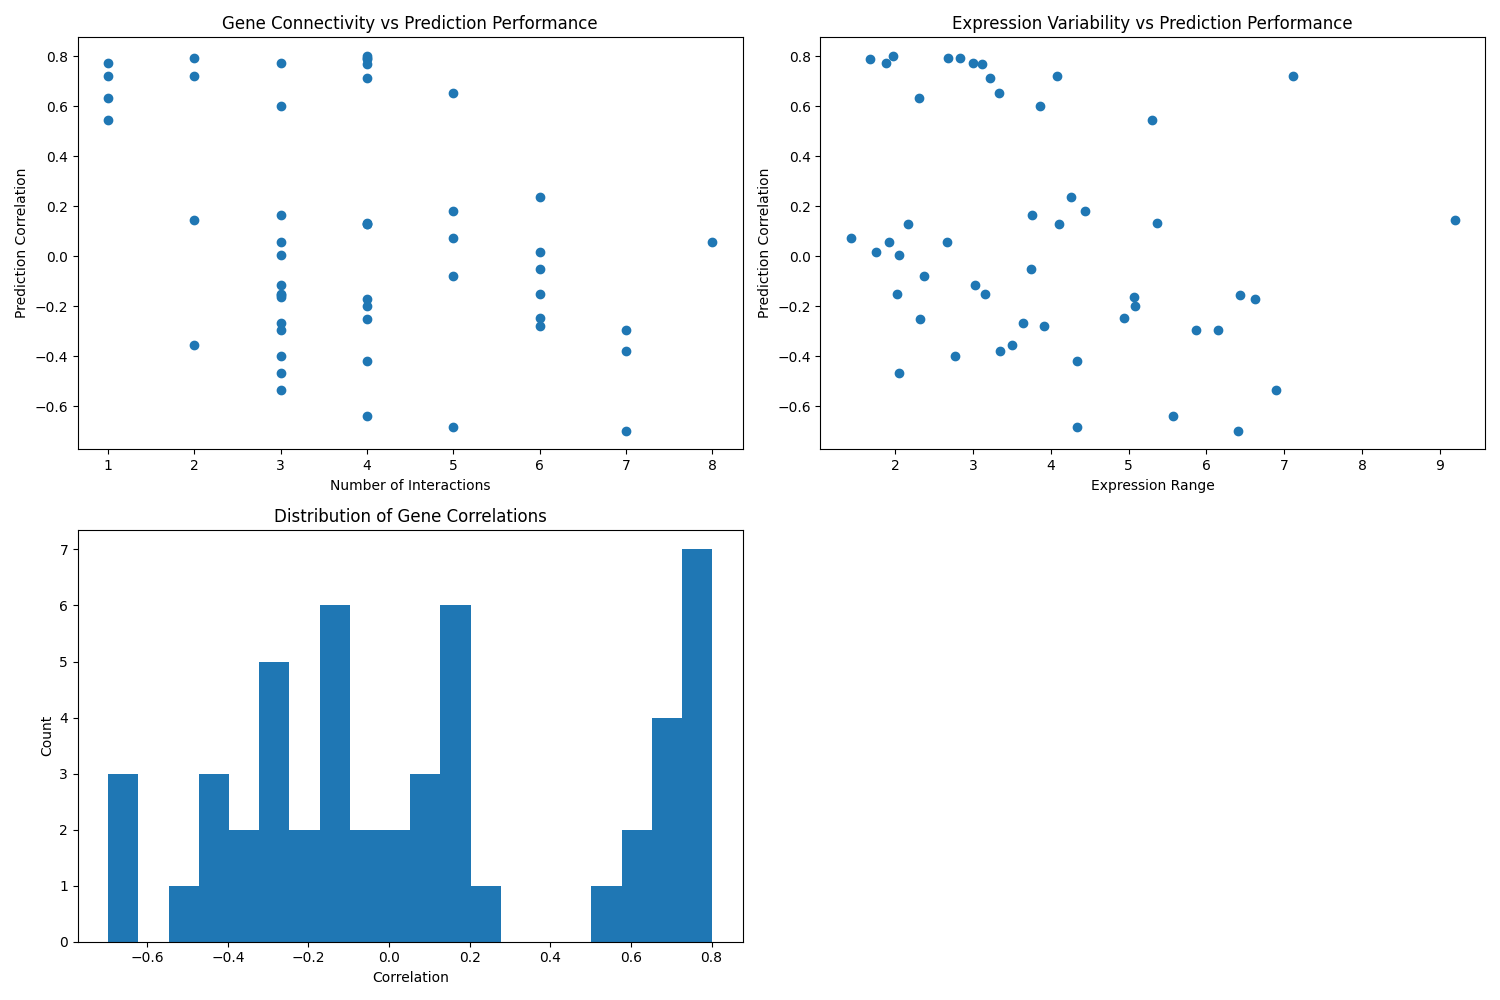 Gene Connectivity vs Prediction Performance
0.8
0.6
0.4
0.2
0.0
−0.2
−0.4
−0.6
Prediction Correlation
1 2 3 4 5 6 7 8
Number of Interactions
Expression Variability vs Prediction Performance
0.8
0.6
0.4
0.2
0.0
−0.2
−0.4
−0.6
Prediction Correlation
2 3 4 5 6 7 8 9
Expression Range
Distribution of Gene Correlations
7
6
5
4
3
2
1
0
Count
−0.6 −0.4 −0.2 0.0 0.2 0.4 0.6 0.8
Correlation